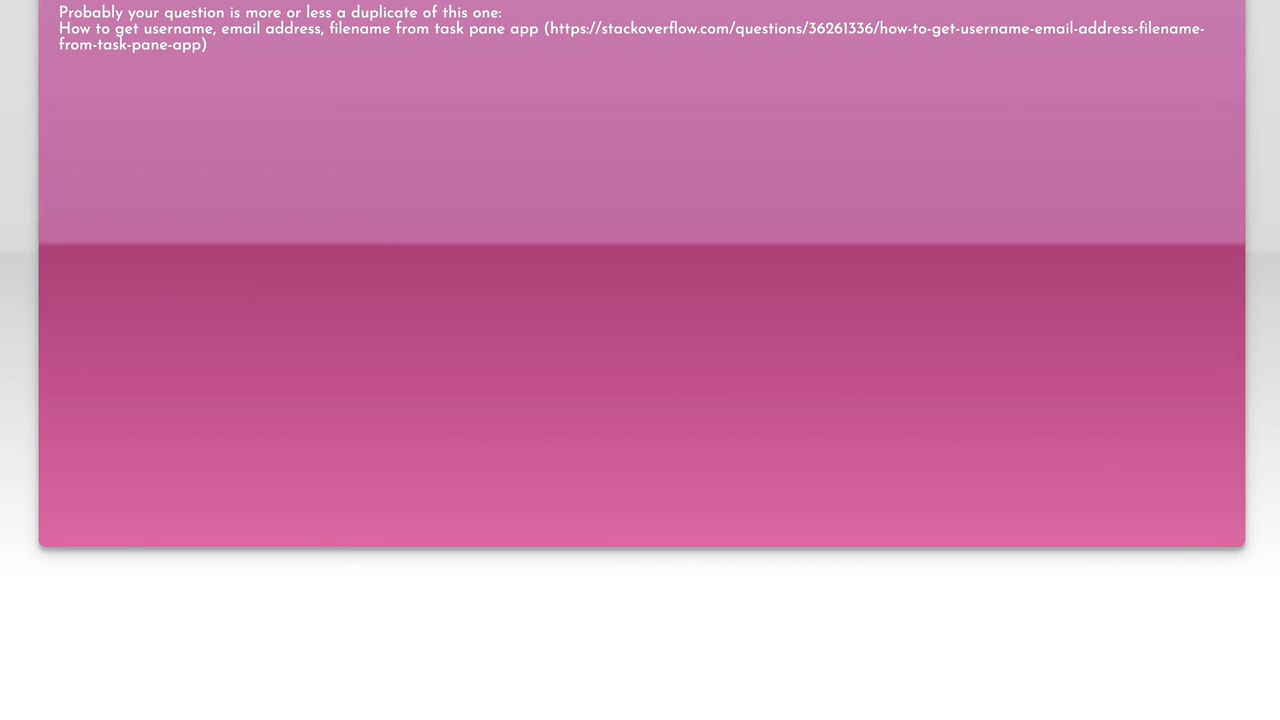 Probably your question is more or less a duplicate of this one:
How to get username, email address, filename from task pane app (https://stackoverflow.com/questions/36261336/how-to-get-username-email-address-filename-
from-task-pane-app)